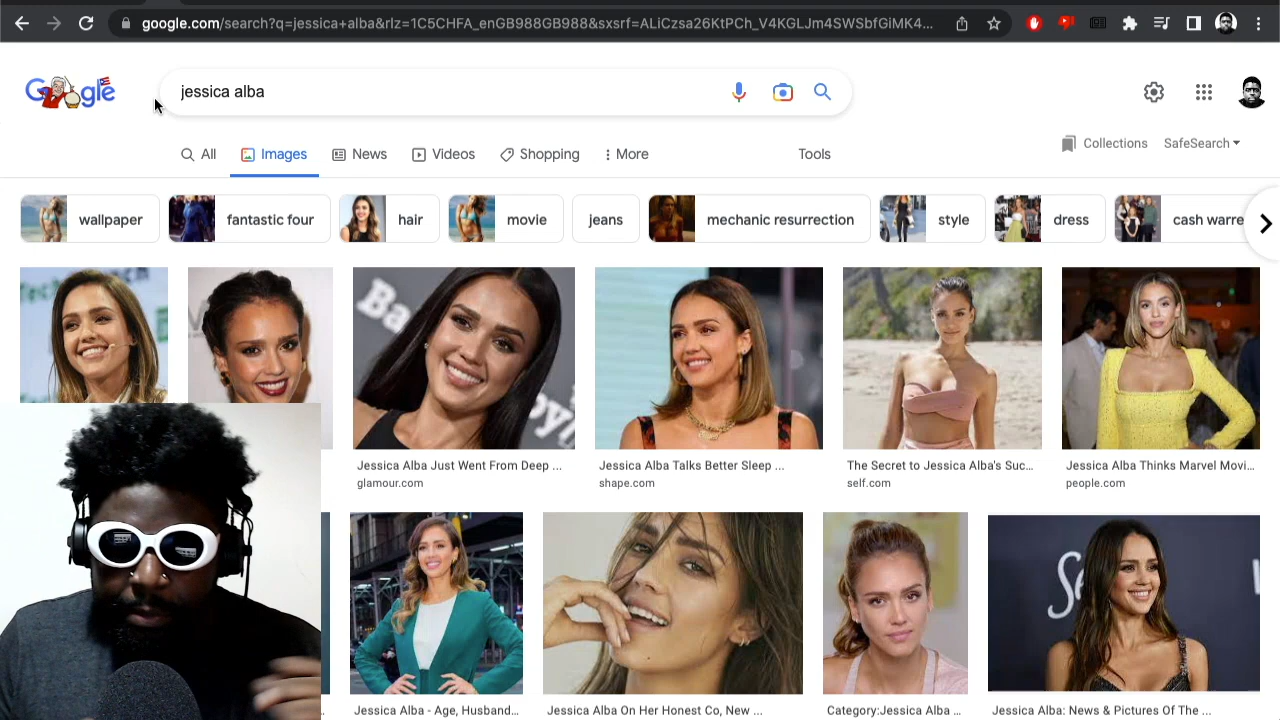 google.com/search?q=jessica+alba&rlz=1C5CHFA_enGB988GB988&sxsrf=ALiCzsa26KtPCh_V4KGLJm4SWSbfGiMK4...
Google
jessica alba
All
Images
News
Videos
Shopping
More
Tools
Collections
SafeSearch
wallpaper
fantastic four
hair
movie
jeans
mechanic resurrection
style
dress
cash warre
Ba
Jessica Alba Just Went From Deep ...
Jessica Alba Talks Better Sleep ...
The Secret to Jessica Alba's Suc...
Jessica Alba Thinks Marvel Movi...
glamour.com
shape.com
self.com
people.com
Jessica Alba - Age, Husband...
Jessica Alba On Her Honest Co, New ...
Category:Jessica Alba ...
Jessica Alba: News & Pictures Of The ...